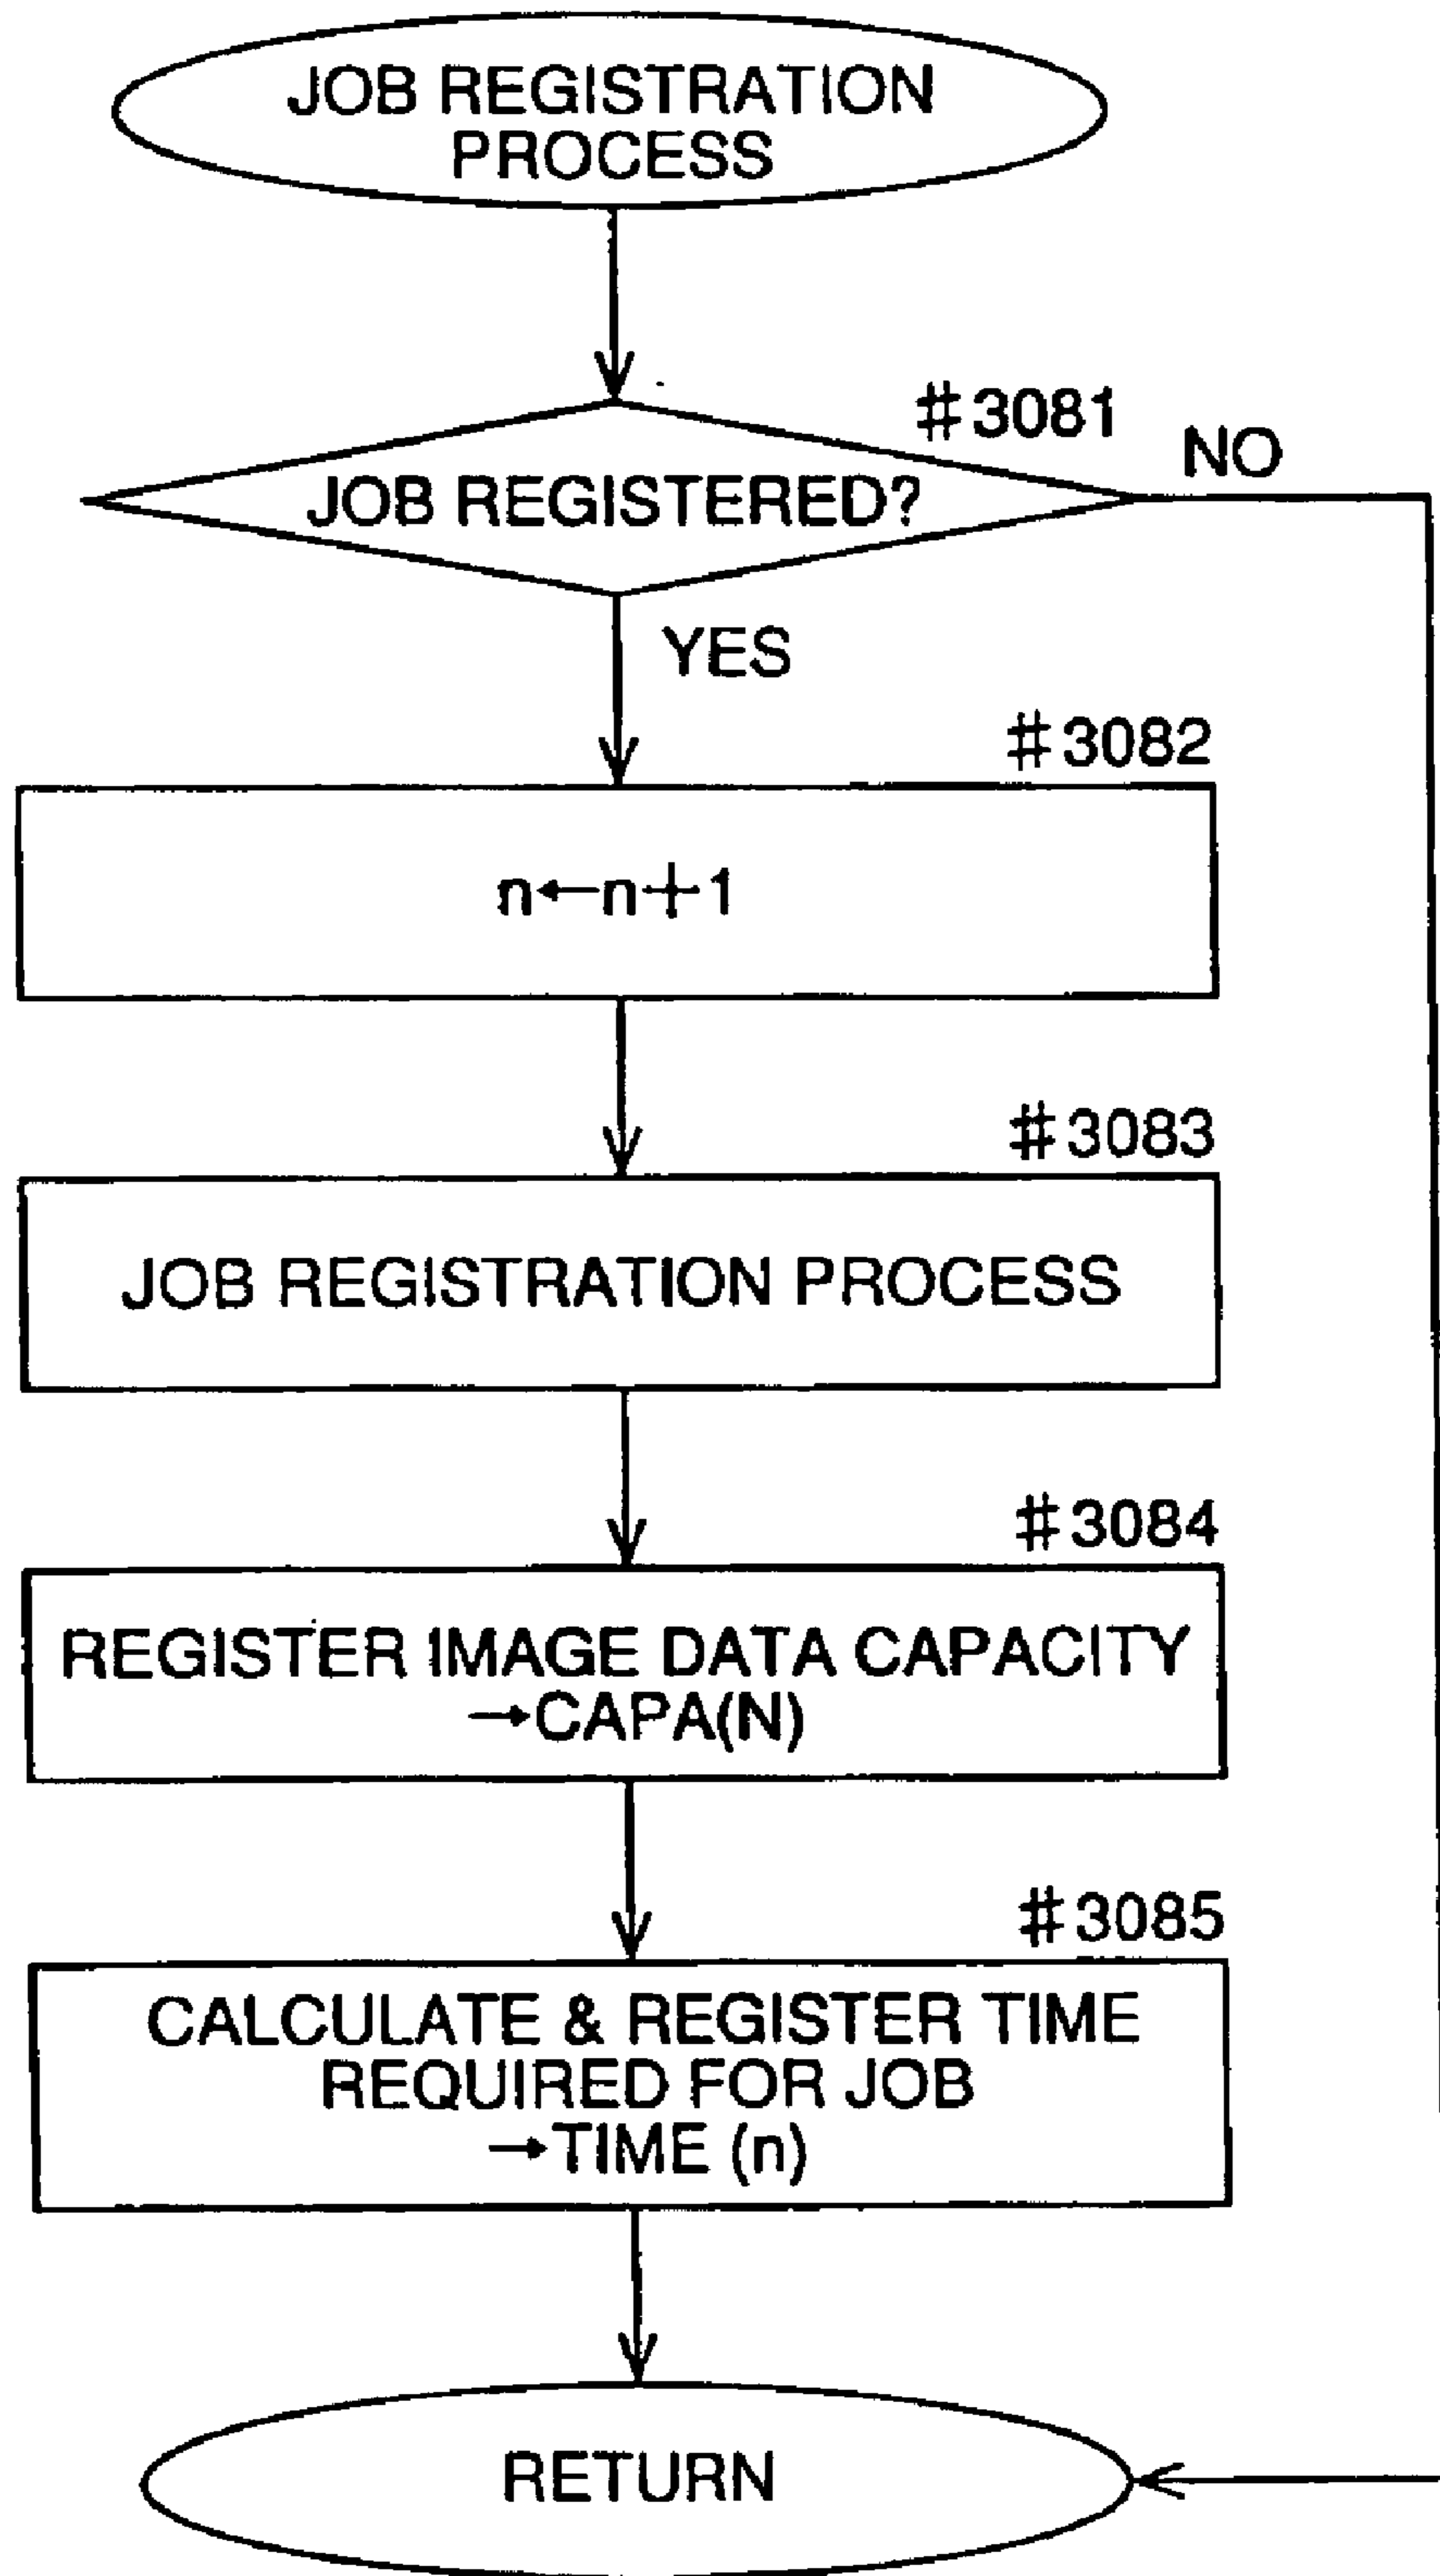 JOB REGISTRATION
PROCESS
#3081
NO
JOB REGISTERED?
YES
#3082
n←n+1
#3083
JOB REGISTRATION PROCESS
#3084
REGISTER IMAGE DATA CAPACITY
→CAPA(N)
#3085
CALCULATE & REGISTER TIME
REQUIRED FOR JOB
→TIME (n)
RETURN